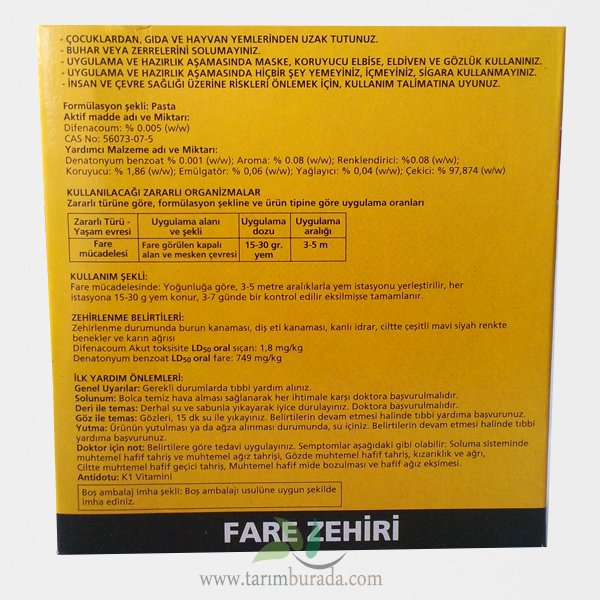 - ÇOCUKLARDAN, GIDA VE HAYVAN YEMLERİNDEN UZAK TUTUNUZ.
- BUHAR VEYA ZERRELERİNİ SOLUMAYINIZ.
- UYGULAMA VE HAZIRLIK AŞAMASINDA MASKE, KORUYUCU ELBİSE, ELDİVEN VE GÖZLÜK KULLANINIZ.
- UYGULAMA VE HAZIRLIK AŞAMASINDA HİÇBİR ŞEY YEMEYİNİZ, İÇMEYİNİZ, SİGARA KULLANMAYINIZ.
- İNSAN VE ÇEVRE SAĞLIĞI ÜZERİNE RİSKLERİ ÖNLEMEK İÇİN, KULLANIM TALİMATINA UYUNUZ.
Formülasyon şekli: Pasta
Aktif madde adı ve Miktarı:
Difenacoum: % 0.005 (w/w)
CAS No: 56073-07-5
Yardımcı Malzeme adı ve Miktarı:
Denatonyum benzoat % 0.001 (w/w); Aroma: % 0.08 (w/w); Renklendirici: %0.08 (w/w);
Koruyucu: % 1,86 (w/w); Emülgatör: % 0,06 (w/w); Yağlayıcı: % 0,04 (w/w); Çekici: % 97,874 (w/w)
KULLANILACAĞI ZARARLI ORGANİZMALAR
Zararlı türüne göre, formülasyon şekline ve ürün tipine göre uygulama oranları
Zararlı Türü - Uygulama alanı Uygulama Uygulama
Yaşam evresi ve şekli dozu aralığı
Fare Fare görülen kapalı 15-30 gr. 3-5 m
mücadelesi alan ve mesken çevresi yem
KULLANIM ŞEKLİ:
Fare mücadelesinde: Yoğunluğa göre, 3-5 metre aralıklarla yem istasyonu yerleştirilir, her
istasyona 15-30 g yem konur, 3-7 günde bir kontrol edilir eksilmişse tamamlanır.
ZEHİRLENME BELİRTİLERİ:
Zehirlenme durumunda burun kanaması, diş eti kanaması, kanlı idrar, ciltte çeşitli mavi siyah renkte
benekler ve karın ağrısı
Difenacoum Akut toksisite LD50 oral sıçan: 1,8 mg/kg
Denatonyum benzoat LD50 oral fare: 749 mg/kg
İLK YARDIM ÖNLEMLERİ:
Genel Uyarılar: Gerekli durumlarda tıbbi yardım alınız.
Solunum: Bolca temiz hava alması sağlanarak her ihtimale karşı doktora başvurulmalıdır.
Deri ile temas: Derhal su ve sabunla yıkayarak iyice durulayınız. Doktora başvurulmalıdır.
Göz ile temas: Gözleri, 15 dk su ile yıkayınız. Belirtilerin devam etmesi halinde tıbbi yardıma başvurunuz.
Yutma: Ürünün yutulması ya da ağza alınması durumunda, su içiniz. Belirtilerin devam etmesi halinde tıbbi
yardıma başvurunuz.
Doktor için not: Belirtilere göre tedavi uygulayınız. Semptomlar aşağıdaki gibi olabilir: Soluma sisteminde
muhtemel hafif tahriş ve muhtemel ağız tahrişi, Gözde muhtemel hafif tahriş, kızarıklık ve ağrı,
Ciltte muhtemel hafif geçici tahriş, Muhtemel hafif mide bozulması ve hafif ağız ekşimesi.
Antidotu: K1 Vitamini
Boş ambalaj imha şekli: Boş ambalajı usulüne uygun şekilde
imha ediniz.
FARE ZEHİRİ
www.tarımburada.com